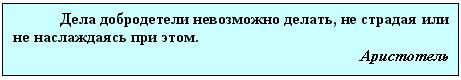 Дела добродетели невозможно делать, не страдая или
не наслаждаясь при этом.
Аристотель